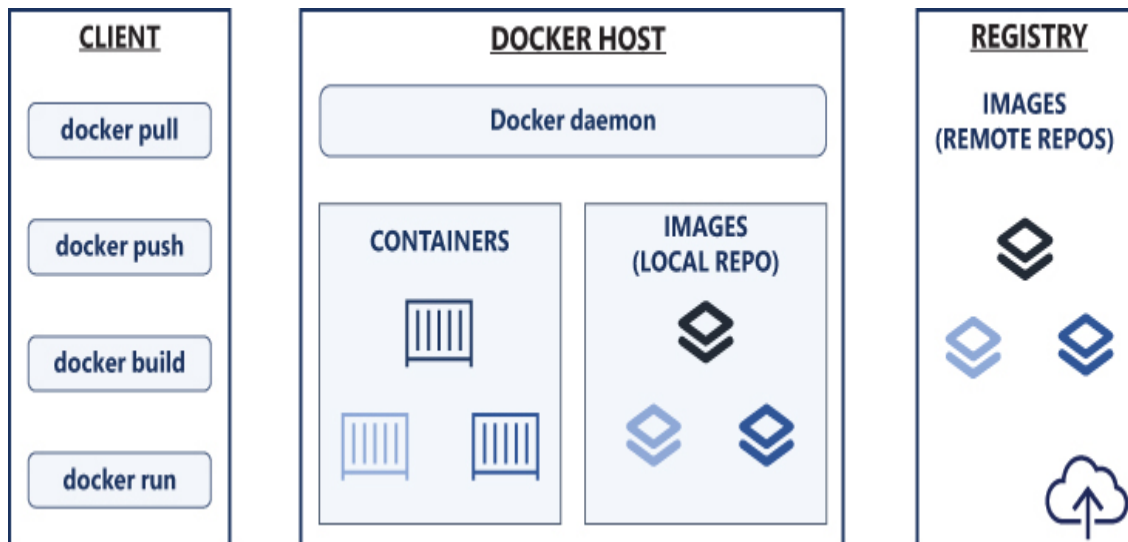 CLIENT
docker pull
docker push
docker build
docker run
DOCKER HOST
Docker daemon
CONTAINERS
IMAGES
(LOCAL REPO)
REGISTRY
IMAGES
(REMOTE REPOS)